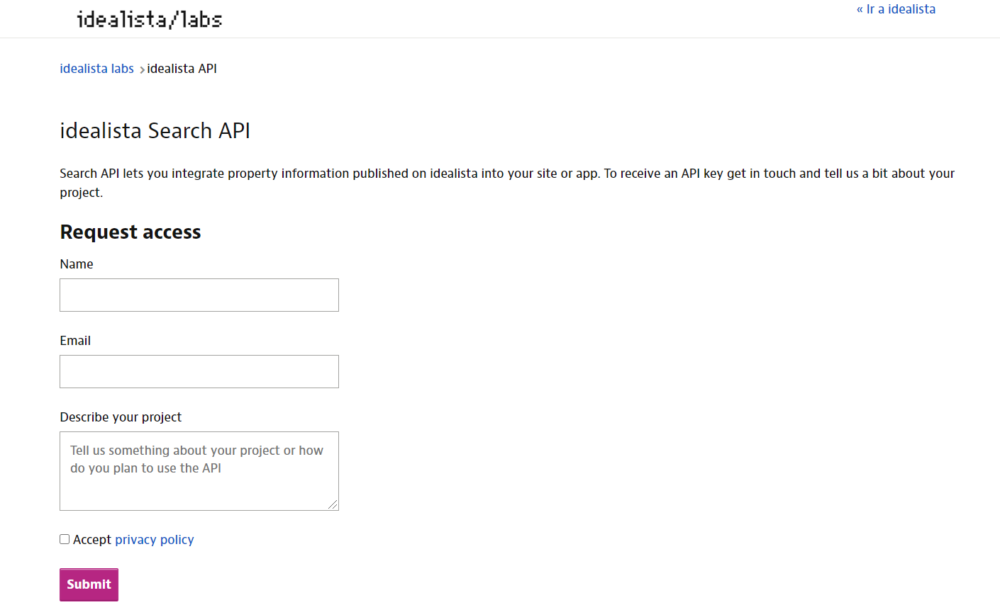 idealista/labs
« Ir a idealista
idealista labs > idealista API
idealista Search API
Search API lets you integrate property information published on idealista into your site or app. To receive an API key get in touch and tell us a bit about your
project.
Request access
Name
Email
Describe your project
Tell us something about your project or how
do you plan to use the API
Accept privacy policy
Submit